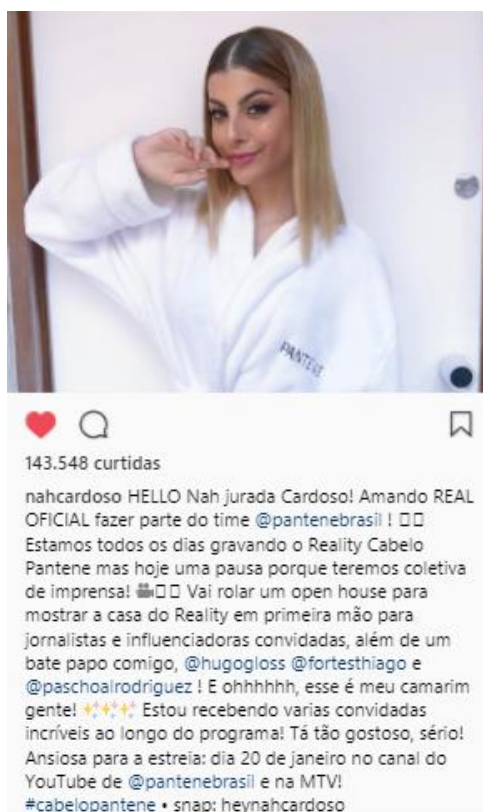 PANTENE
143.548 curtidas
nahcardoso HELLO Nah jurada Cardoso! Amando REAL
OFICIAL fazer parte do time @pantenebrasil ! 
Estamos todos os dias gravando o Reality Cabelo
Pantene mas hoje uma pausa porque teremos coletiva
de imprensa! 🎥 Vai rolar um open house para
mostrar a casa do Reality em primeira mão para
jornalistas e influenciadoras convidadas, além de um
bate papo comigo, @hugogloss @fortesthiago e
@paschoalrodriguez ! E ohhhhhh, esse é meu camarim
gente! ✨✨✨ Estou recebendo varias convidadas
incríveis ao longo do programa! Tá tão gostoso, sério!
Ansiosa para a estreia: dia 20 de janeiro no canal do
YouTube de @pantenebrasil e na MTV!
#cabelopantene • snap: heynahcardoso